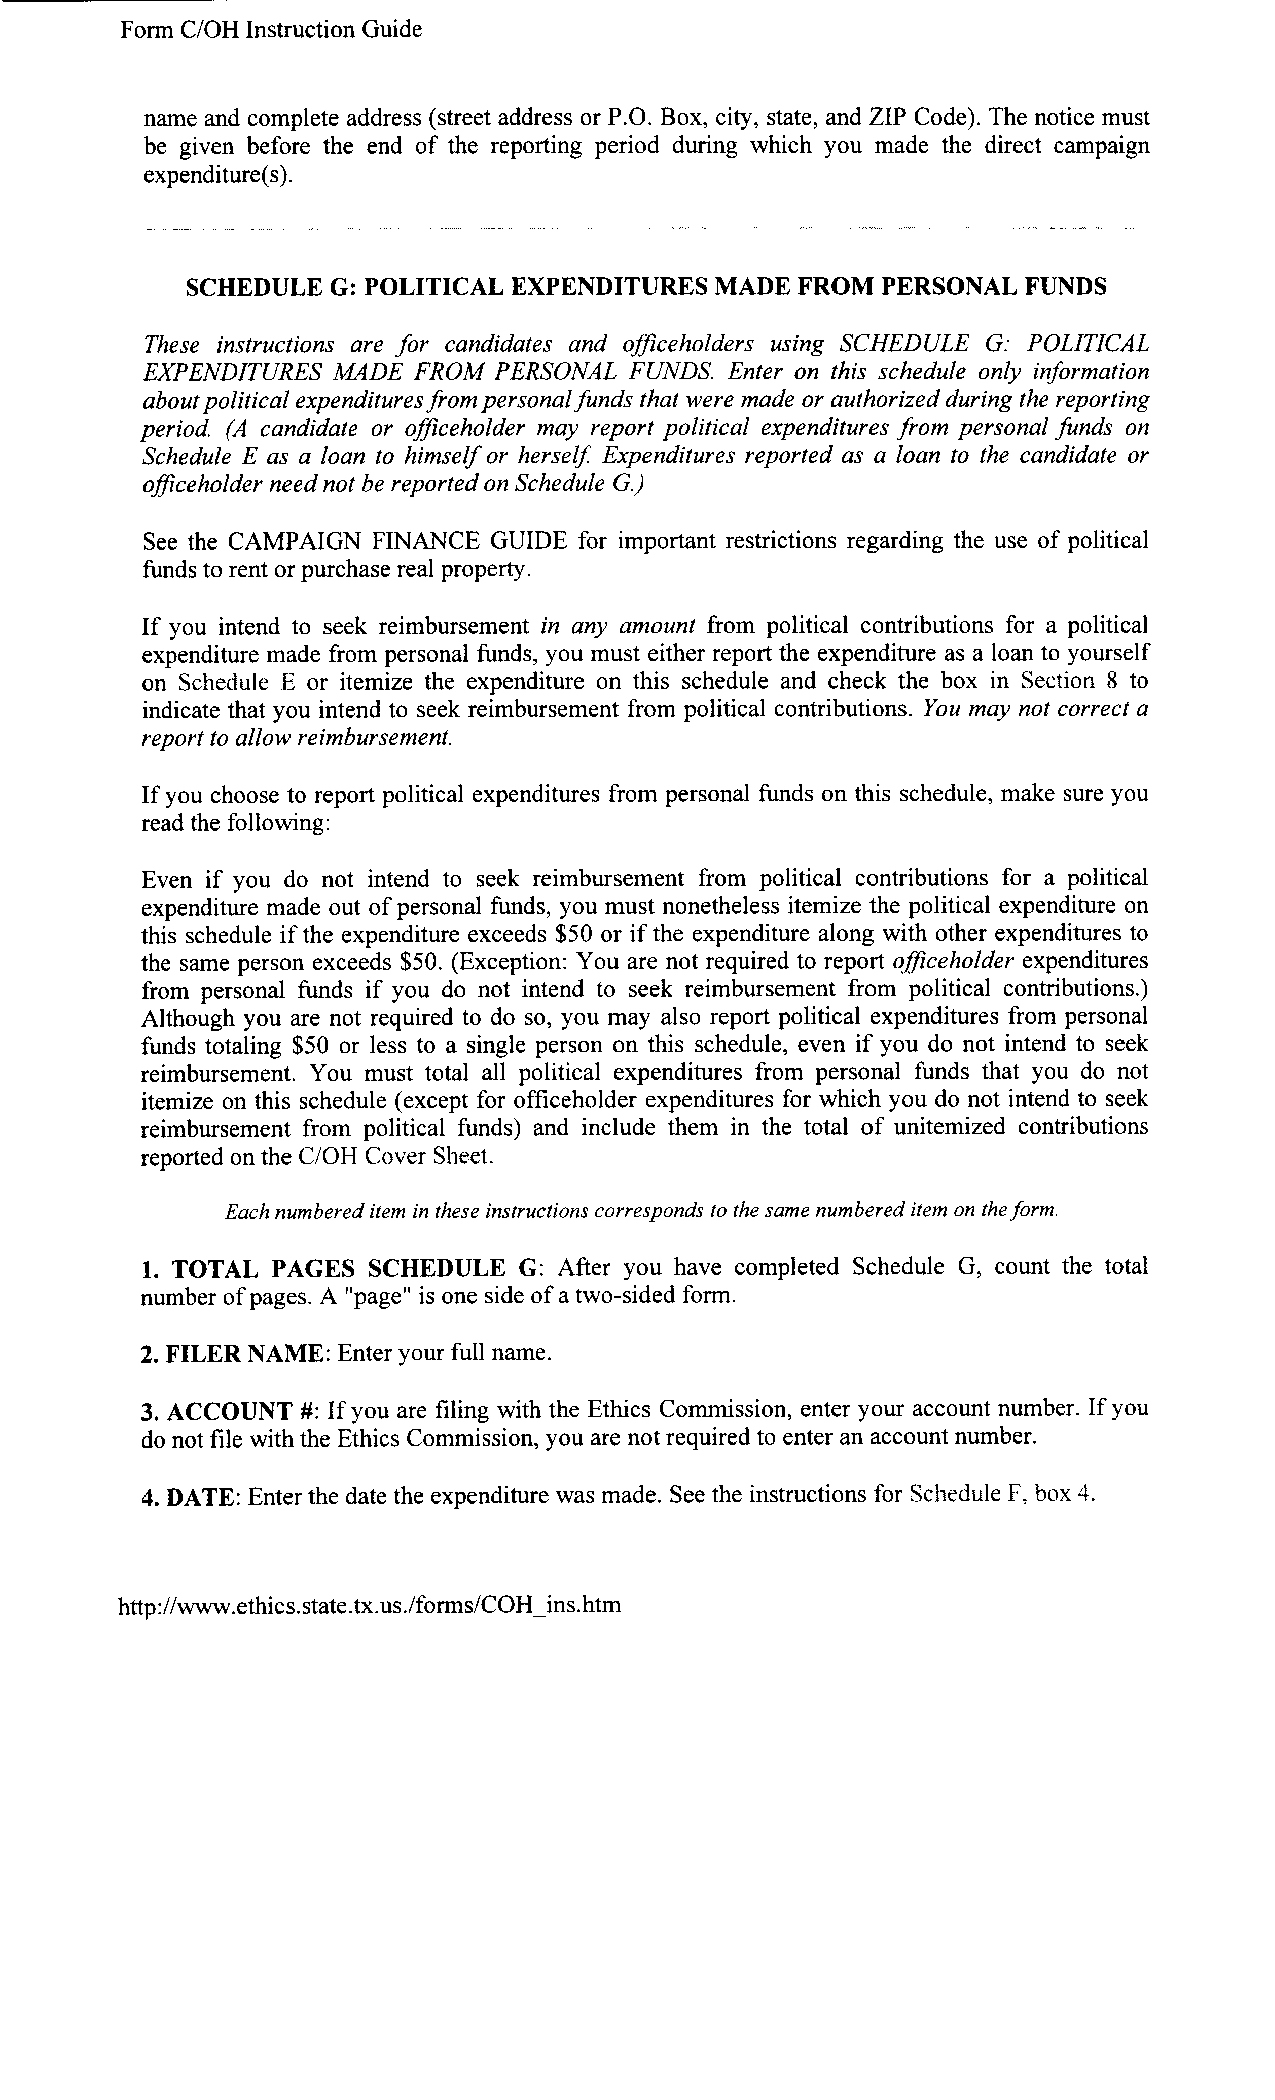 Form C/OH Instruction Guide
name and complete address (street address or P.O. Box, city, state, and ZIP Code). The notice must
be given before the end of the reporting period during which you made the direct campaign
expenditure(s).
SCHEDULE G: POLITICAL EXPENDITURES MADE FROM PERSONAL FUNDS
These instructions are for candidates and officeholders using SCHEDULE G: POLITICAL
EXPENDITURES MADE FROM PERSONAL FUNDS. Enter on this schedule only information
about political expenditures from personal funds that were made or authorized during the reporting
period. (A candidate or officeholder may report political expenditures from personal funds on
Schedule E as a loan to himself or herself. Expenditures reported as a loan to the candidate or
officeholder need not be reported on Schedule G.)
See the CAMPAIGN FINANCE GUIDE for important restrictions regarding the use of political
funds to rent or purchase real property.
If you intend to seek reimbursement in any amount from political contributions for a political
expenditure made from personal funds, you must either report the expenditure as a loan to yourself
on Schedule E or itemize the expenditure on this schedule and check the box in Section 8 to
indicate that you intend to seek reimbursement from political contributions. You may not correct a
report to allow reimbursement.
If you choose to report political expenditures from personal funds on this schedule, make sure you
read the following:
Even if you do not intend to seek reimbursement from political contributions for a political
expenditure made out of personal funds, you must nonetheless itemize the political expenditure on
this schedule if the expenditure exceeds $50 or if the expenditure along with other expenditures to
the same person exceeds $50. (Exception: You are not required to report officeholder expenditures
from personal funds if you do not intend to seek reimbursement from political contributions.)
Although you are not required to do so, you may also report political expenditures from personal
funds totaling $50 or less to a single person on this schedule, even if you do not intend to seek
reimbursement. You must total all political expenditures from personal funds that you do not
itemize on this schedule (except for officeholder expenditures for which you do not intend to seek
reimbursement from political funds) and include them in the total of unitemized contributions
reported on the C/OH Cover Sheet.
Each numbered item in these instructions corresponds to the same numbered item on the form.
1. TOTAL PAGES SCHEDULE G: After you have completed Schedule G, count the total
number of pages. A "page" is one side of a two-sided form.
2. FILER NAME: Enter your full name.
3. ACCOUNT #: If you are filing with the Ethics Commission, enter your account number. If you
do not file with the Ethics Commission, you are not required to enter an account number.
4. DATE: Enter the date the expenditure was made. See the instructions for Schedule F, box 4.
http://www.ethics.state.tx.us./forms/COH_ins.htm